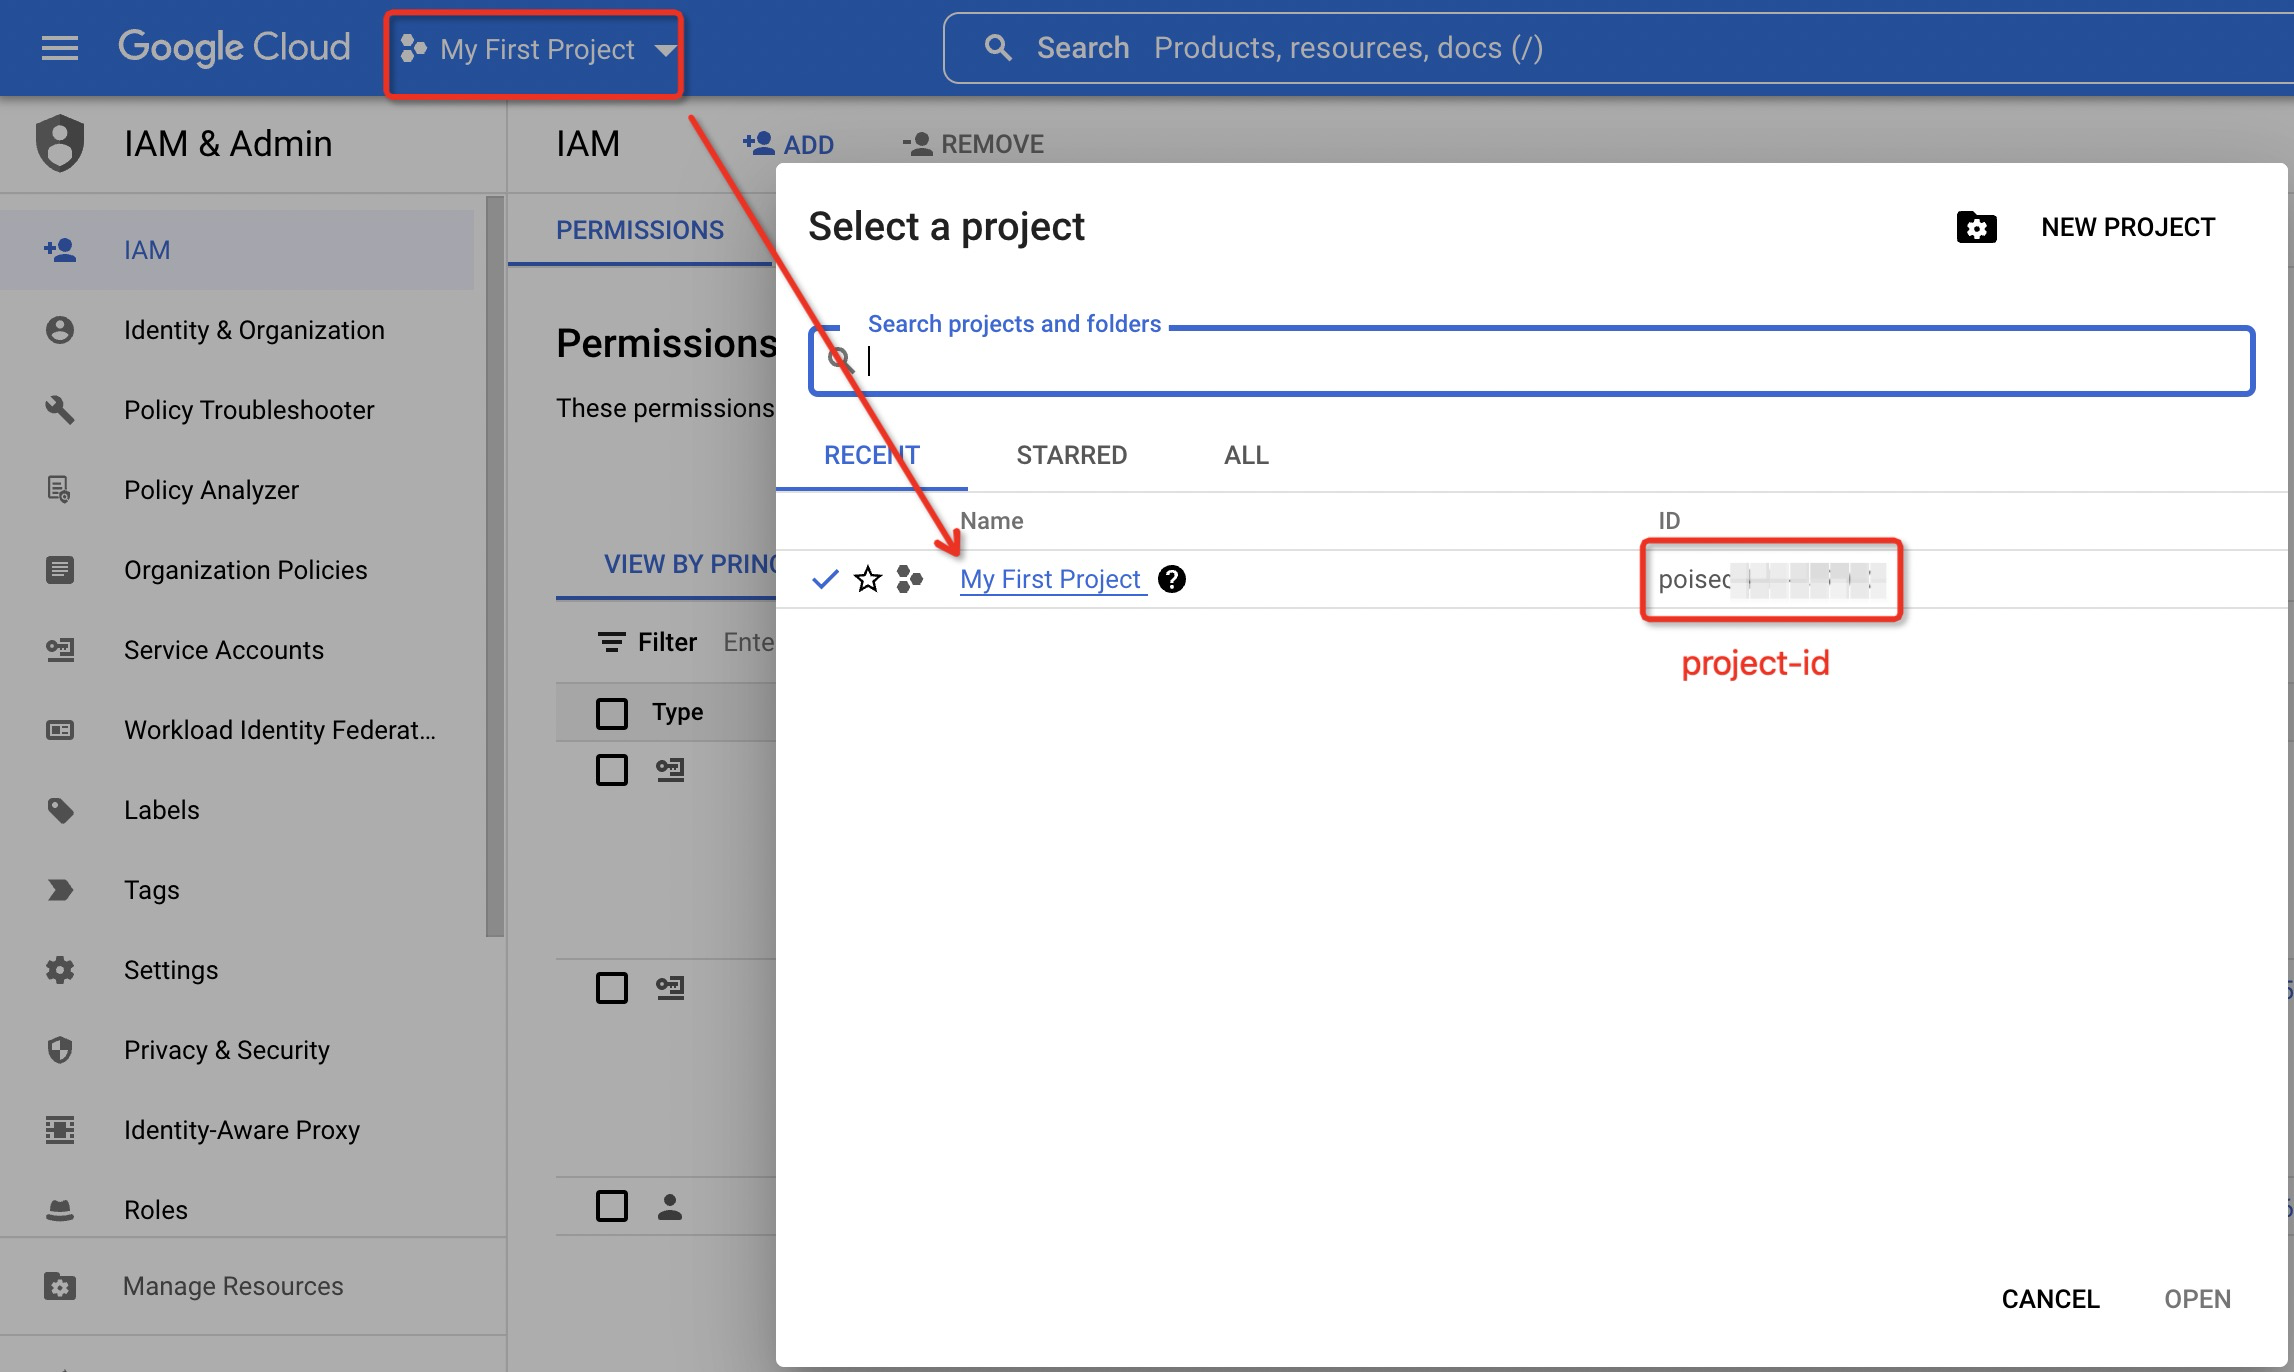 Google Cloud
My First Project
Search Products, resources, docs (/)
IAM & Admin
IAM
ADD
REMOVE
IAM
Identity & Organization
Policy Troubleshooter
Policy Analyzer
Organization Policies
Service Accounts
Workload Identity Federat...
Labels
Tags
Settings
Privacy & Security
Identity-Aware Proxy
Roles
Manage Resources
PERMISSIONS
Permissions
These permissions
VIEW BY PRINC
Filter Ente
Type
Select a project
NEW PROJECT
Search projects and folders
RECENT STARRED ALL
Name ID
My First Project
project-id
CANCEL OPEN